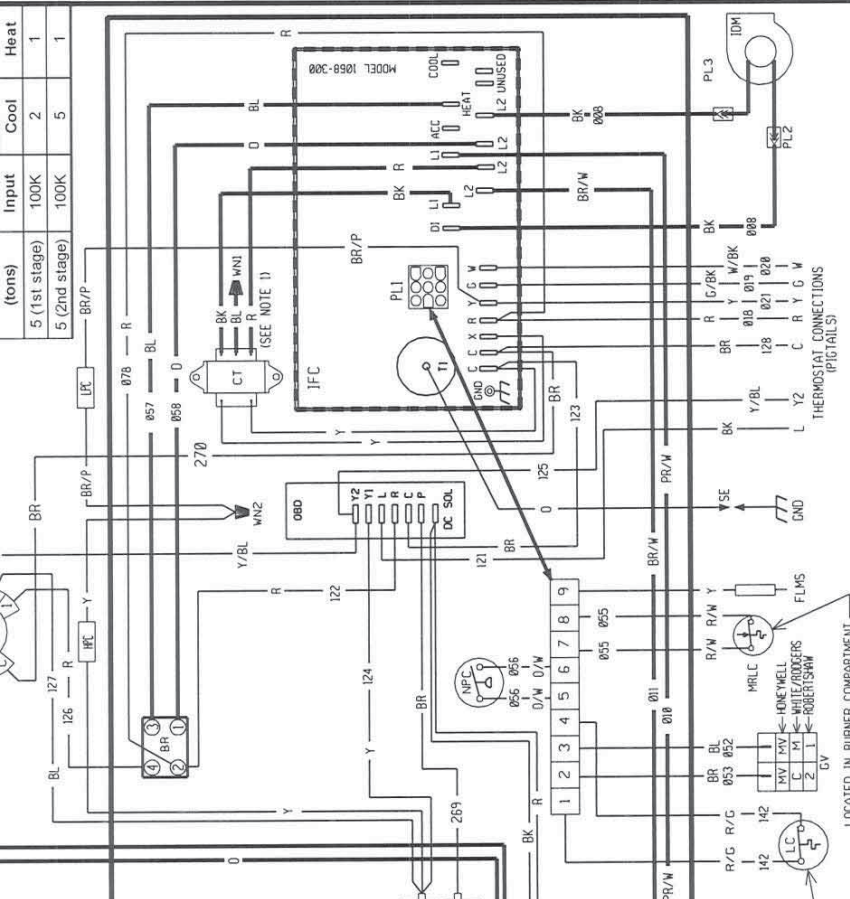 (tons) Input Cool Heat
5 (1st stage) 100K 2 1
5 (2nd stage) 100K 5 1
R
MODEL 1068-300
COOL
UNUSED
HEAT
L2
IDM
PL3
BL
BK
008
ACC
L2
PL2
O
L1
L2
R
BK
L1
L2
BR/W
DI
BK
008
BR/P
BR/P
WN1
(SEE NOTE 1)
BK
BL
R
PL1
W
G
Y
R
X
C
C
GND
T1
IFC
CT
W/BK 020 W
G/BK 019 G
Y 021 Y
R 018 R
BR 128 C
THERMOSTAT CONNECTIONS
(PIGTAILS)
Y/BL Y2
BK L
LPC
R
078
BL
057
O
058
BR
123
Y
Y
270
125
BR/P
BR
WN2
OBD
Y2
Y1
L
R
C
P
DC SOL
PR/W
O
SE
GND
Y/BL
BR
121
BR/W
R
122
Y
HPC
1
C
127
R
126
9
8
7
6
5
4
3
2
1
Y
FLMS
R/W
055
R/W
055
MRLC
NPC
056 O/W
056 O/W
124
BR
011
010
HONEYWELL
WHITE/RODGERS
ROBERTSHAW
MV M 1
MV C 2
GV
BL 052
BR 053
3 1
BR
4 2
BL
Y
Y
269
R
BK
R/G 142
R/G 142
LC
PR/W
O
LOCATED IN BURNER COMPARTMENT